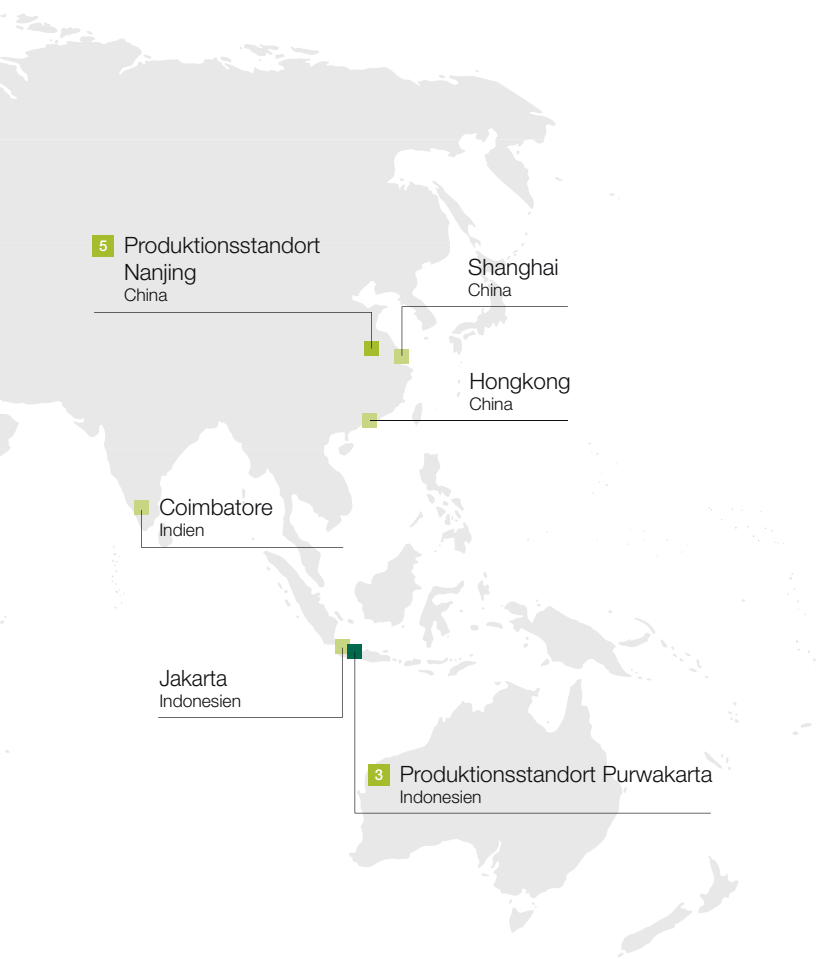 5 Produktionsstandort
Nanjing
China
Shanghai
China
Hongkong
China
Coimbatore
Indien
Jakarta
Indonesien
3 Produktionsstandort Purwakarta
Indonesien